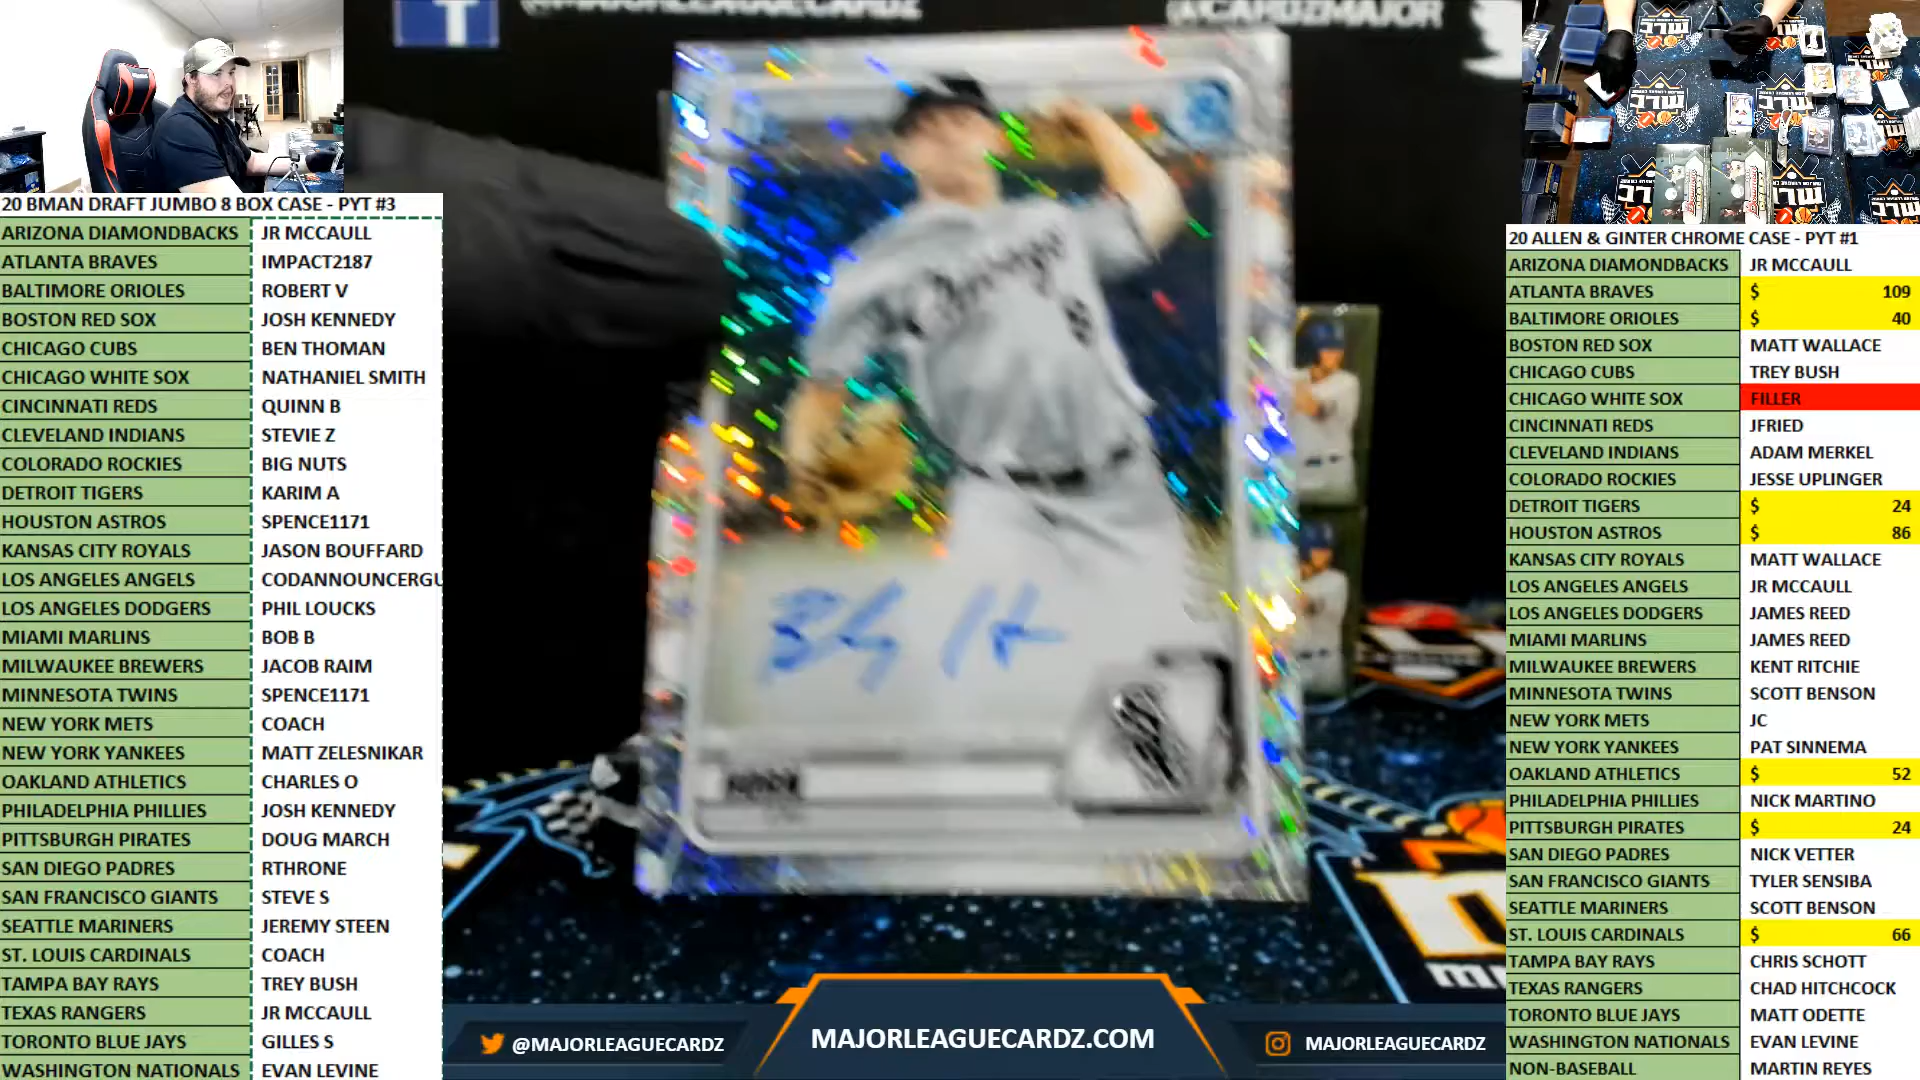 @MAJORLEAGUECARDZ
@CARDZMAJOR
20 BMAN DRAFT JUMBO 8 BOX CASE - PYT #3
ARIZONA DIAMONDBACKS JR MCCAULL
ATLANTA BRAVES IMPACT2187
BALTIMORE ORIOLES ROBERT V
BOSTON RED SOX JOSH KENNEDY
CHICAGO CUBS BEN THOMAN
CHICAGO WHITE SOX NATHANIEL SMITH
CINCINNATI REDS QUINN B
CLEVELAND INDIANS STEVIE Z
COLORADO ROCKIES BIG NUTS
DETROIT TIGERS KARIM A
HOUSTON ASTROS SPENCE1171
KANSAS CITY ROYALS JASON BOUFFARD
LOS ANGELES ANGELS CODANNOUNCERGU
LOS ANGELES DODGERS PHIL LOUCKS
MIAMI MARLINS BOB B
MILWAUKEE BREWERS JACOB RAIM
MINNESOTA TWINS SPENCE1171
NEW YORK METS COACH
NEW YORK YANKEES MATT ZELESNIKAR
OAKLAND ATHLETICS CHARLES O
PHILADELPHIA PHILLIES JOSH KENNEDY
PITTSBURGH PIRATES DOUG MARCH
SAN DIEGO PADRES RTHRONE
SAN FRANCISCO GIANTS STEVE S
SEATTLE MARINERS JEREMY STEEN
ST. LOUIS CARDINALS COACH
TAMPA BAY RAYS TREY BUSH
TEXAS RANGERS JR MCCAULL
TORONTO BLUE JAYS GILLES S
WASHINGTON NATIONALS EVAN LEVINE
@MAJORLEAGUECARDZ
MAJORLEAGUECARDZ.COM
MAJORLEAGUECARDZ
20 ALLEN & GINTER CHROME CASE - PYT #1
ARIZONA DIAMONDBACKS JR MCCAULL
ATLANTA BRAVES $ 109
BALTIMORE ORIOLES $ 40
BOSTON RED SOX MATT WALLACE
CHICAGO CUBS TREY BUSH
CHICAGO WHITE SOX FILLER
CINCINNATI REDS JFRIED
CLEVELAND INDIANS ADAM MERKEL
COLORADO ROCKIES JESSE UPLINGER
DETROIT TIGERS $ 24
HOUSTON ASTROS $ 86
KANSAS CITY ROYALS MATT WALLACE
LOS ANGELES ANGELS JR MCCAULL
LOS ANGELES DODGERS JAMES REED
MIAMI MARLINS JAMES REED
MILWAUKEE BREWERS KENT RITCHIE
MINNESOTA TWINS SCOTT BENSON
NEW YORK METS JC
NEW YORK YANKEES PAT SINNEMA
OAKLAND ATHLETICS $ 52
PHILADELPHIA PHILLIES NICK MARTINO
PITTSBURGH PIRATES $ 24
SAN DIEGO PADRES NICK VETTER
SAN FRANCISCO GIANTS TYLER SENSIBA
SEATTLE MARINERS SCOTT BENSON
ST. LOUIS CARDINALS $ 66
TAMPA BAY RAYS CHRIS SCHOTT
TEXAS RANGERS CHAD HITCHCOCK
TORONTO BLUE JAYS MATT ODETTE
WASHINGTON NATIONALS EVAN LEVINE
NON-BASEBALL MARTIN REYES